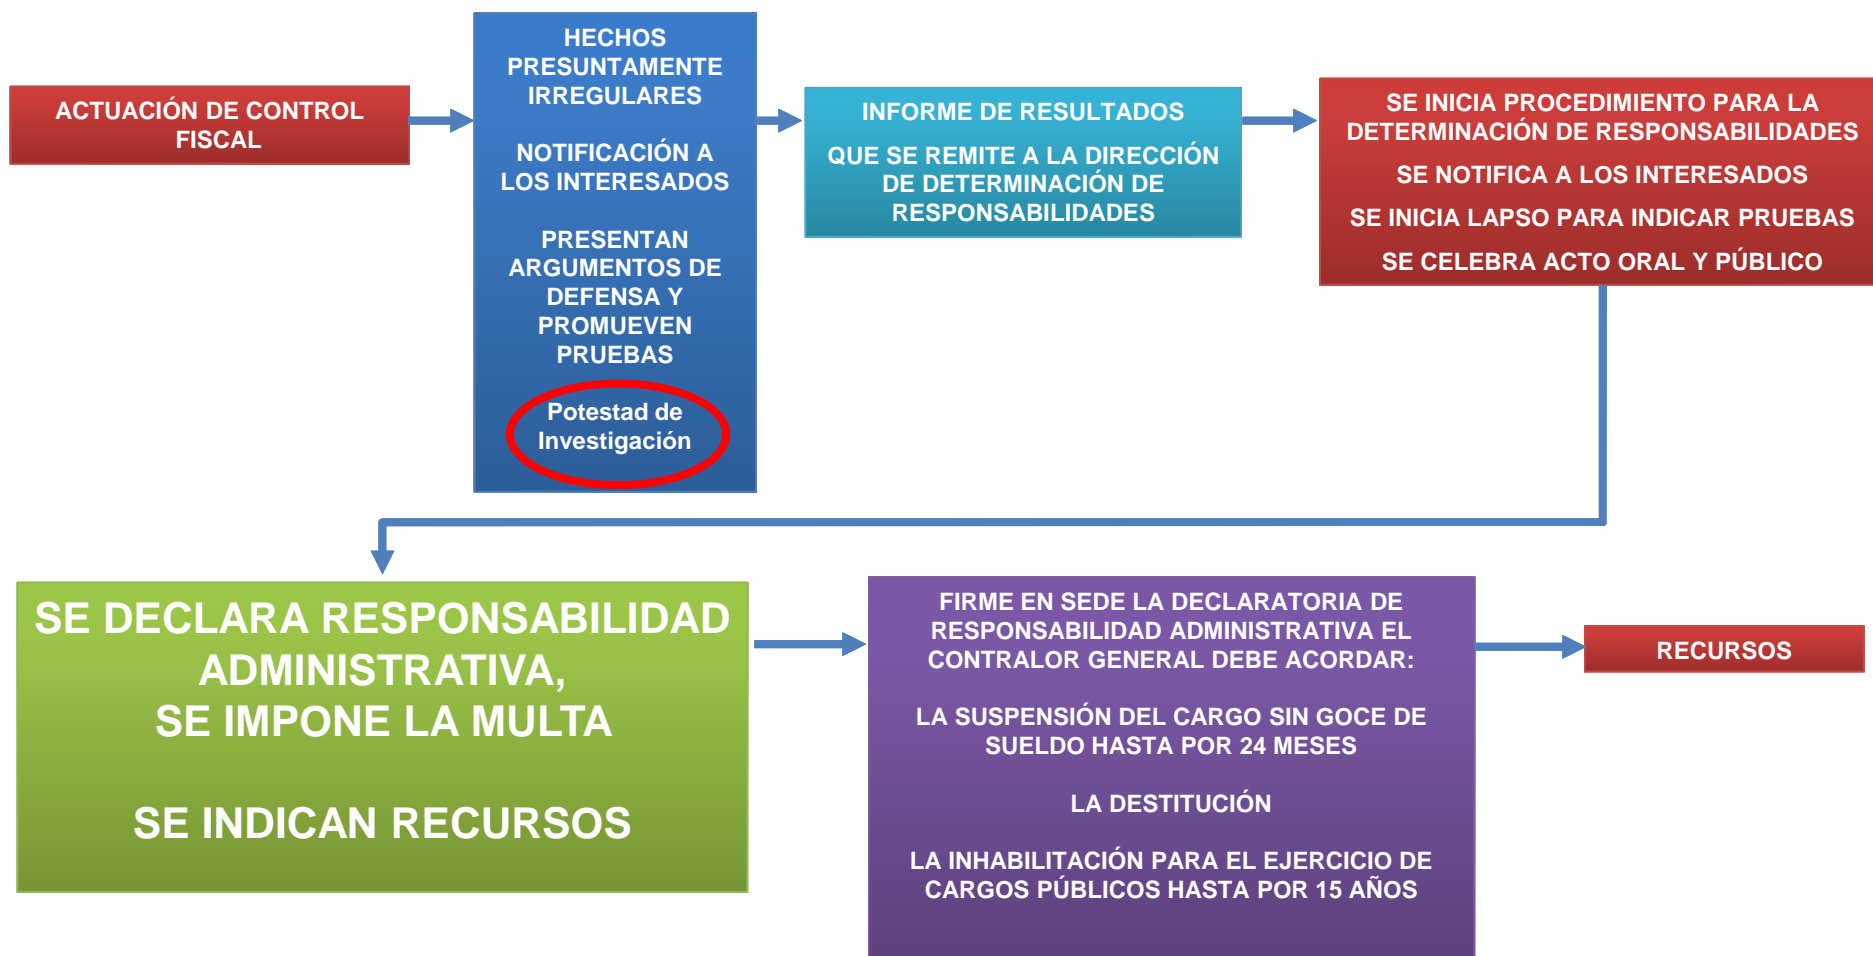 ACTUACIÓN DE CONTROL
FISCAL
HECHOS
PRESUNTAMENTE
IRREGULARES
NOTIFICACIÓN A
LOS INTERESADOS
PRESENTAN
ARGUMENTOS DE
DEFENSA Y
PROMUEVEN
PRUEBAS
Potestad de
Investigación
INFORME DE RESULTADOS
QUE SE REMITE A LA DIRECCIÓN
DE DETERMINACIÓN DE
RESPONSABILIDADES
SE INICIA PROCEDIMIENTO PARA LA
DETERMINACIÓN DE RESPONSABILIDADES
SE NOTIFICA A LOS INTERESADOS
SE INICIA LAPSO PARA INDICAR PRUEBAS
SE CELEBRA ACTO ORAL Y PÚBLICO
SE DECLARA RESPONSABILIDAD
ADMINISTRATIVA,
SE IMPONE LA MULTA
SE INDICAN RECURSOS
FIRME EN SEDE LA DECLARATORIA DE
RESPONSABILIDAD ADMINISTRATIVA EL
CONTRALOR GENERAL DEBE ACORDAR:
LA SUSPENSIÓN DEL CARGO SIN GOCE DE
SUELDO HASTA POR 24 MESES
LA DESTITUCIÓN
LA INHABILITACIÓN PARA EL EJERCICIO DE
CARGOS PÚBLICOS HASTA POR 15 AÑOS
RECURSOS